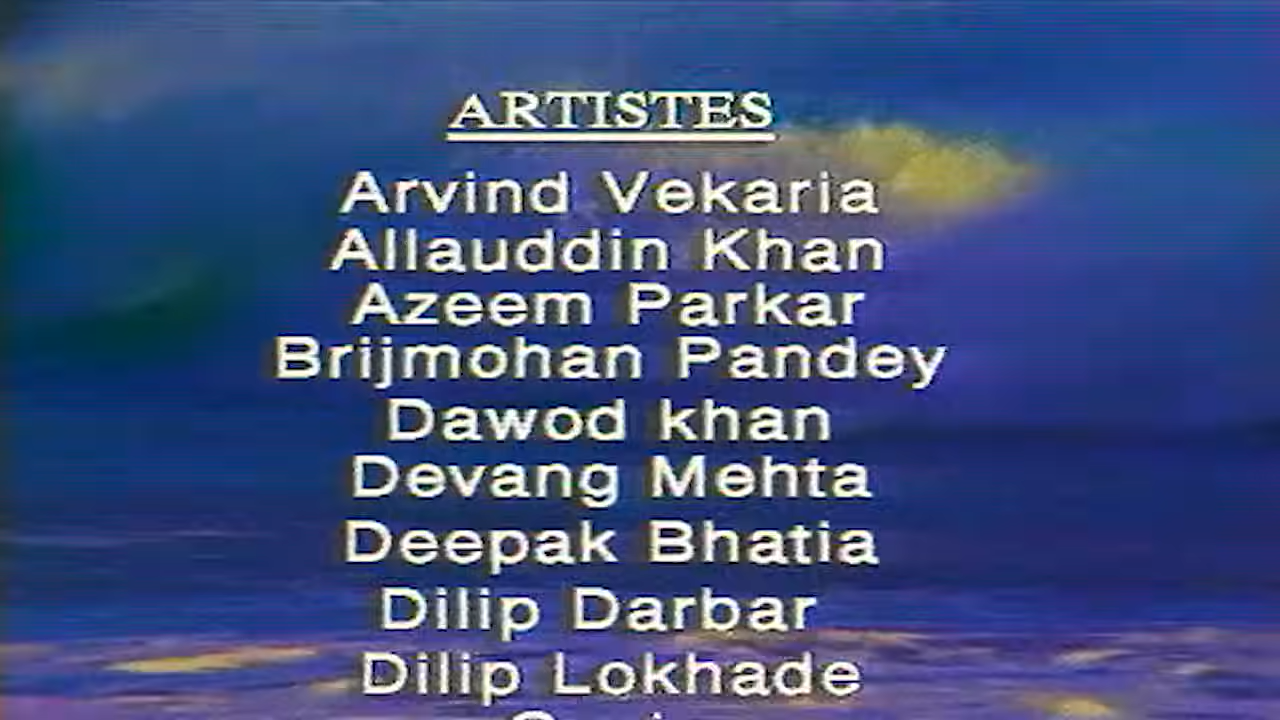 ARTISTES
Arvind Vekaria
Allauddin Khan
Azeem Parkar
Brijmohan Pandey
Dawod khan
Devang Mehta
Deepak Bhatia
Dilip Darbar
Dilip Lokhade